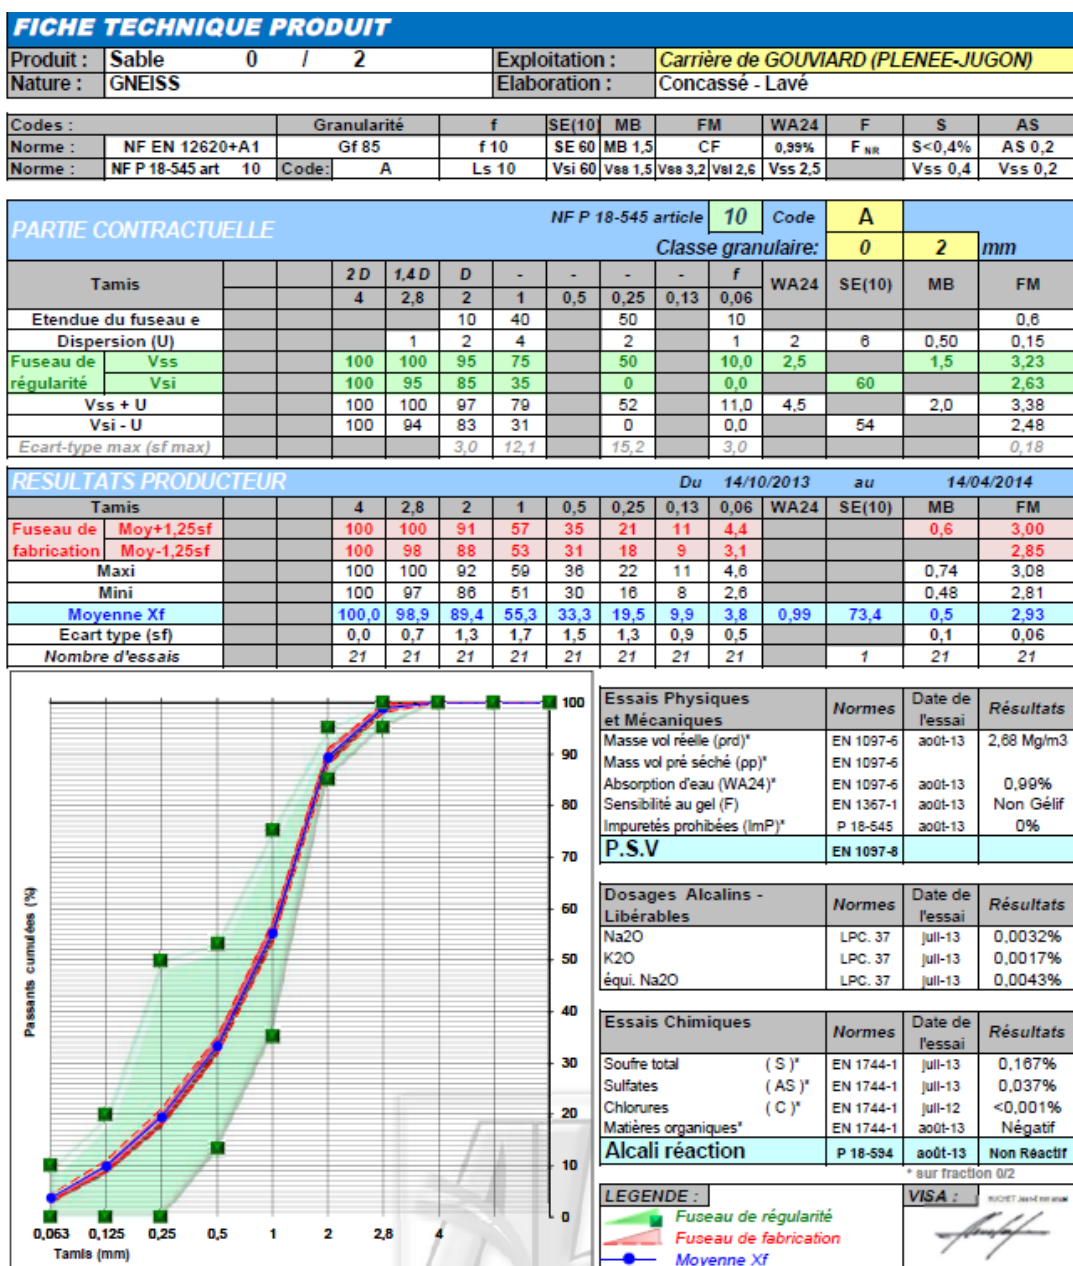 FICHE TECHNIQUE PRODUIT
Produit : Sable 0 / 2 Exploitation : Carrière de GOUVIARD (PLENEE-JUGON)
Nature : GNEISS Elaboration : Concassé - Lavé
Codes : Granularité f SE(10) MB FM WA24 F S AS
Norme : NF EN 12620+A1 Gf 85 f 10 SE 60 MB 1,5 CF 0,99% F NR S<0,4% AS 0,2
Norme : NF P 18-545 art 10 Code: A Ls 10 Vsi 60 Vss 1,5 Vss 3,2 Vsi 2,6 Vss 2,5 Vss 0,4 Vss 0,2
PARTIE CONTRACTUELLE NF P 18-545 article 10 Code A
Classe granulaire: 0 2 mm
Tamis 2 D 1,4 D D - - - - f WA24 SE(10) MB FM
4 2,8 2 1 0,5 0,25 0,13 0,06
Etendue du fuseau e 10 40 50 10 0,6
Dispersion (U) 1 2 4 2 1 2 6 0,50 0,15
Fuseau de Vss 100 100 95 75 50 10,0 2,5 1,5 3,23
régularité Vsi 100 95 85 35 0 0,0 60 2,63
Vss + U 100 100 97 79 52 11,0 4,5 2,0 3,38
Vsi - U 100 94 83 31 0 0,0 54 2,48
Ecart-type max (sf max) 3,0 12,1 15,2 3,0 0,18
RESULTATS PRODUCTEUR Du 14/10/2013 au 14/04/2014
Tamis 4 2,8 2 1 0,5 0,25 0,13 0,06 WA24 SE(10) MB FM
Fuseau de Moy+1,25sf 100 100 91 57 35 21 11 4,4 0,6 3,00
fabrication Moy-1,25sf 100 98 88 53 31 18 9 3,1 2,85
Maxi 100 100 92 59 36 22 11 4,6 0,74 3,08
Mini 100 97 86 51 30 16 8 2,6 0,48 2,81
Moyenne Xf 100,0 98,9 89,4 55,3 33,3 19,5 9,9 3,8 0,99 73,4 0,5 2,93
Ecart type (sf) 0,0 0,7 1,3 1,7 1,5 1,3 0,9 0,5 0,1 0,06
Nombre d'essais 21 21 21 21 21 21 21 21 1 21 21
100
90
80
70
60
50
40
30
20
10
0
Passants cumulées (%)
0,063 0,125 0,25 0,5 1 2 2,8 4
Tamis (mm)
Essais Physiques et Mécaniques Normes Date de l'essai Résultats
Masse vol réelle (ρrd)* EN 1097-6 août-13 2,68 Mg/m3
Mass vol pré séché (ρp)* EN 1097-6
Absorption d'eau (WA24)* EN 1097-6 août-13 0,99%
Sensibilité au gel (F) EN 1367-1 août-13 Non Gélif
Impuretés prohibées (ImP)* P 18-545 août-13 0%
P.S.V EN 1097-8
Dosages Alcalins - Libérables Normes Date de l'essai Résultats
Na2O LPC. 37 juil-13 0,0032%
K2O LPC. 37 juil-13 0,0017%
équi. Na2O LPC. 37 juil-13 0,0043%
Essais Chimiques Normes Date de l'essai Résultats
Soufre total ( S )* EN 1744-1 juil-13 0,167%
Sulfates ( AS )* EN 1744-1 juil-13 0,037%
Chlorures ( C )* EN 1744-1 juil-12 <0,001%
Matières organiques* EN 1744-1 août-13 Négatif
Alcali réaction P 18-594 août-13 Non Réactif
* sur fraction 0/2
LEGENDE : VISA :
Fuseau de régularité
Fuseau de fabrication
Moyenne Xf